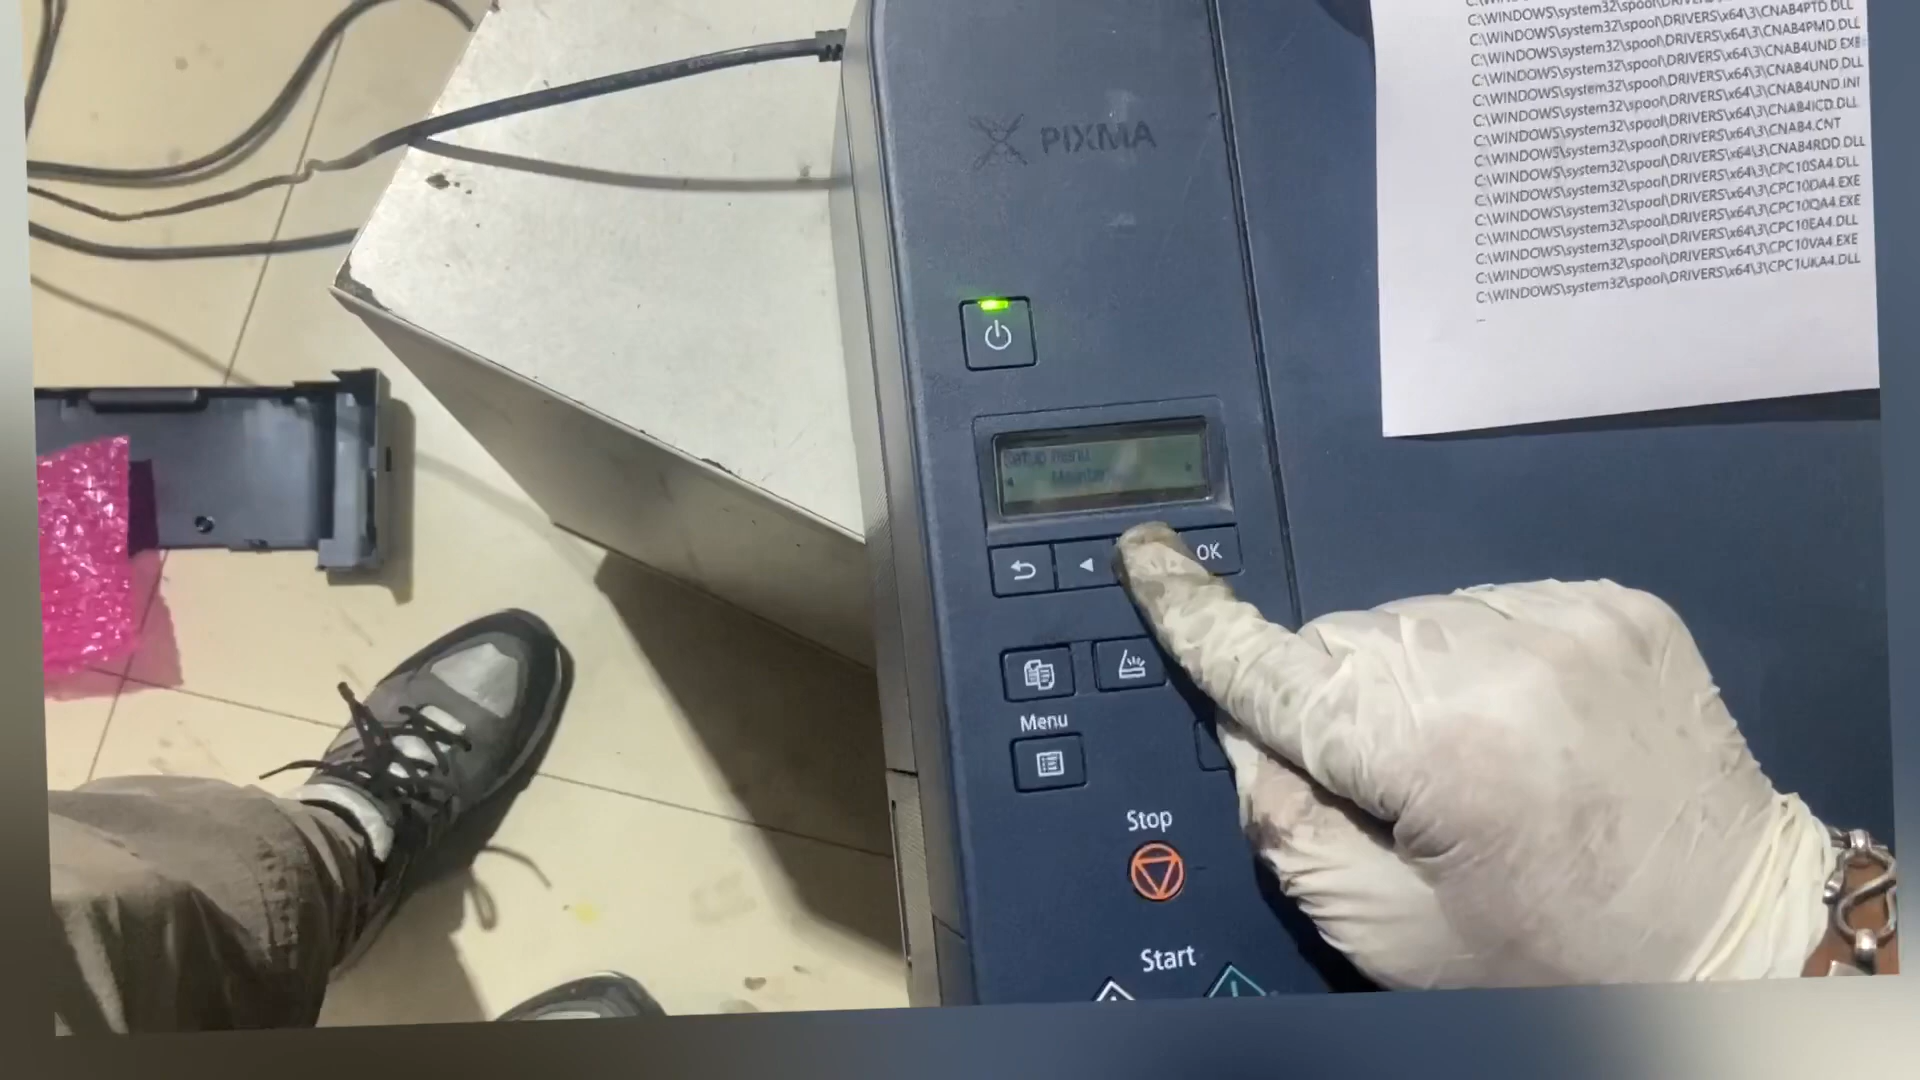 C:\WINDOWS\system32\spool\DRIVERS\x64\3\CNAB4PTD.DLL
C:\WINDOWS\system32\spool\DRIVERS\x64\3\CNAB4PMD.DLL
C:\WINDOWS\system32\spool\DRIVERS\x64\3\CNAB4UND.EXE
C:\WINDOWS\system32\spool\DRIVERS\x64\3\CNAB4UND.DLL
C:\WINDOWS\system32\spool\DRIVERS\x64\3\CNAB4UND.INI
C:\WINDOWS\system32\spool\DRIVERS\x64\3\CNAB4ICD.DLL
C:\WINDOWS\system32\spool\DRIVERS\x64\3\CNAB4.CNT
C:\WINDOWS\system32\spool\DRIVERS\x64\3\CNAB4RDD.DLL
C:\WINDOWS\system32\spool\DRIVERS\x64\3\CPC10SA4.DLL
C:\WINDOWS\system32\spool\DRIVERS\x64\3\CPC10DA4.EXE
C:\WINDOWS\system32\spool\DRIVERS\x64\3\CPC10QA4.EXE
C:\WINDOWS\system32\spool\DRIVERS\x64\3\CPC10EA4.DLL
C:\WINDOWS\system32\spool\DRIVERS\x64\3\CPC10VA4.EXE
C:\WINDOWS\system32\spool\DRIVERS\x64\3\CPC1UKA4.DLL
PIXMA
Setup menu
OK
Menu
Stop
Start